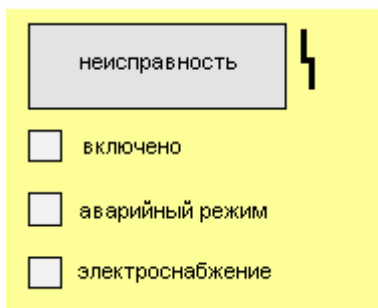 неисправность
включено
аварийный режим
электроснабжение